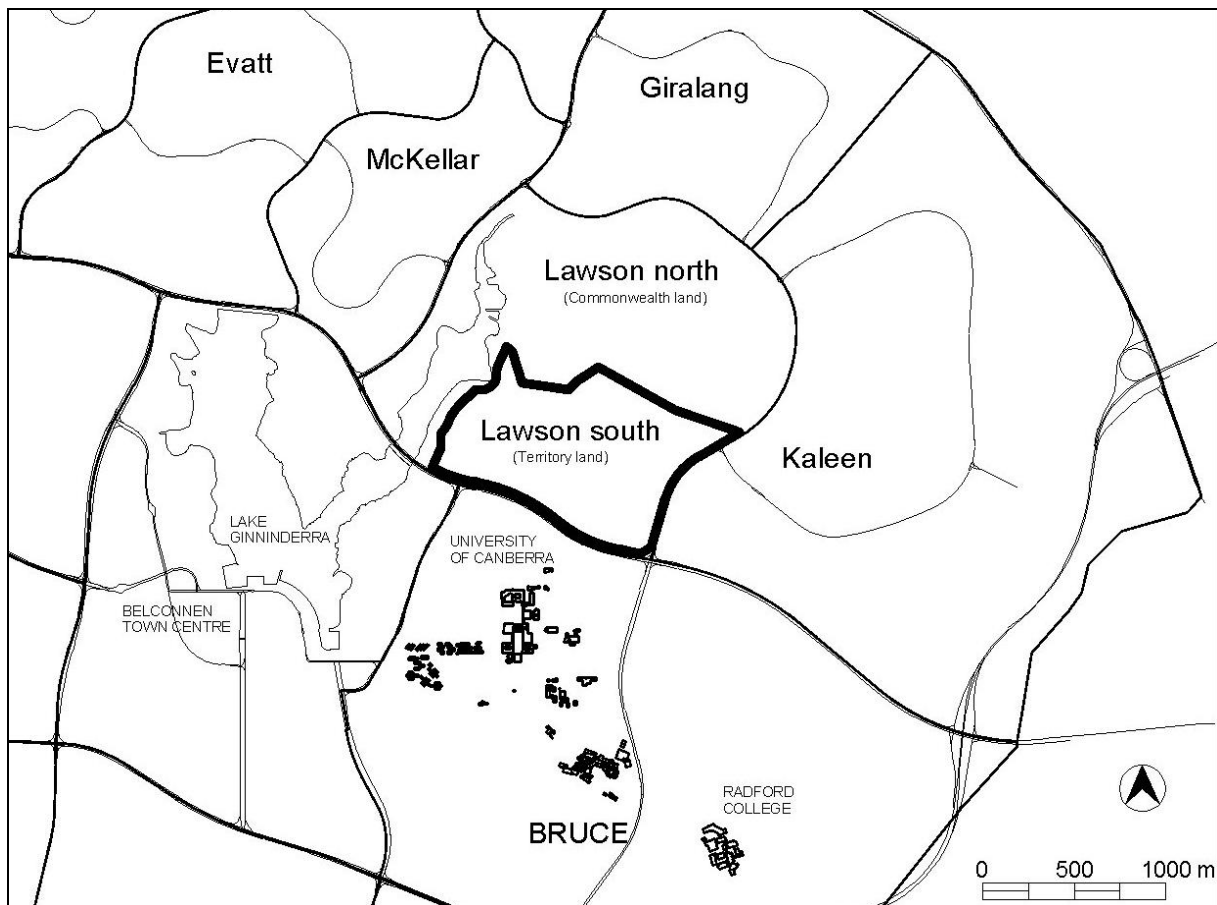 Evatt
Giralang
McKellar
Lawson north
(Commonwealth land)
Lawson south
(Territory land)
Kaleen
LAKE
GINNINDERRA
UNIVERSITY
OF CANBERRA
BELCONNEN
TOWN CENTRE
RADFORD
COLLEGE
BRUCE
0 500 1000 m